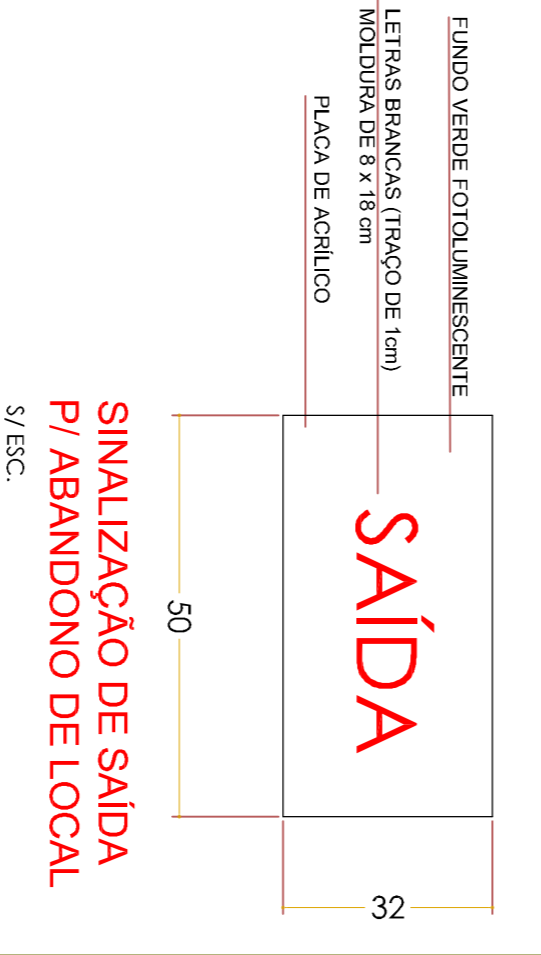 FUNDO VERDE FOTOLUMINESCENTE
LETRAS BRANCAS (TRAÇO DE 1cm)
MOLDURA DE 8 x 18 cm
PLACA DE ACRÍLICO
SAÍDA
32
50
SINALIZAÇÃO DE SAÍDA
P/ ABANDONO DE LOCAL
S/ ESC.